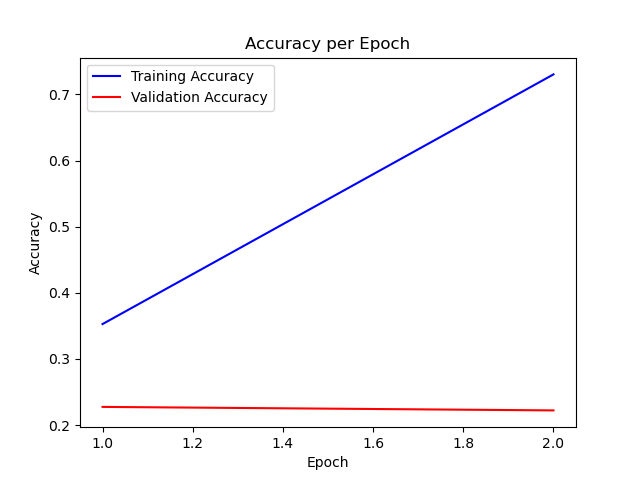 Accuracy per Epoch
Training Accuracy
Validation Accuracy
0.7
0.6
0.5
0.4
0.3
0.2
Accuracy
1.0 1.2 1.4 1.6 1.8 2.0
Epoch